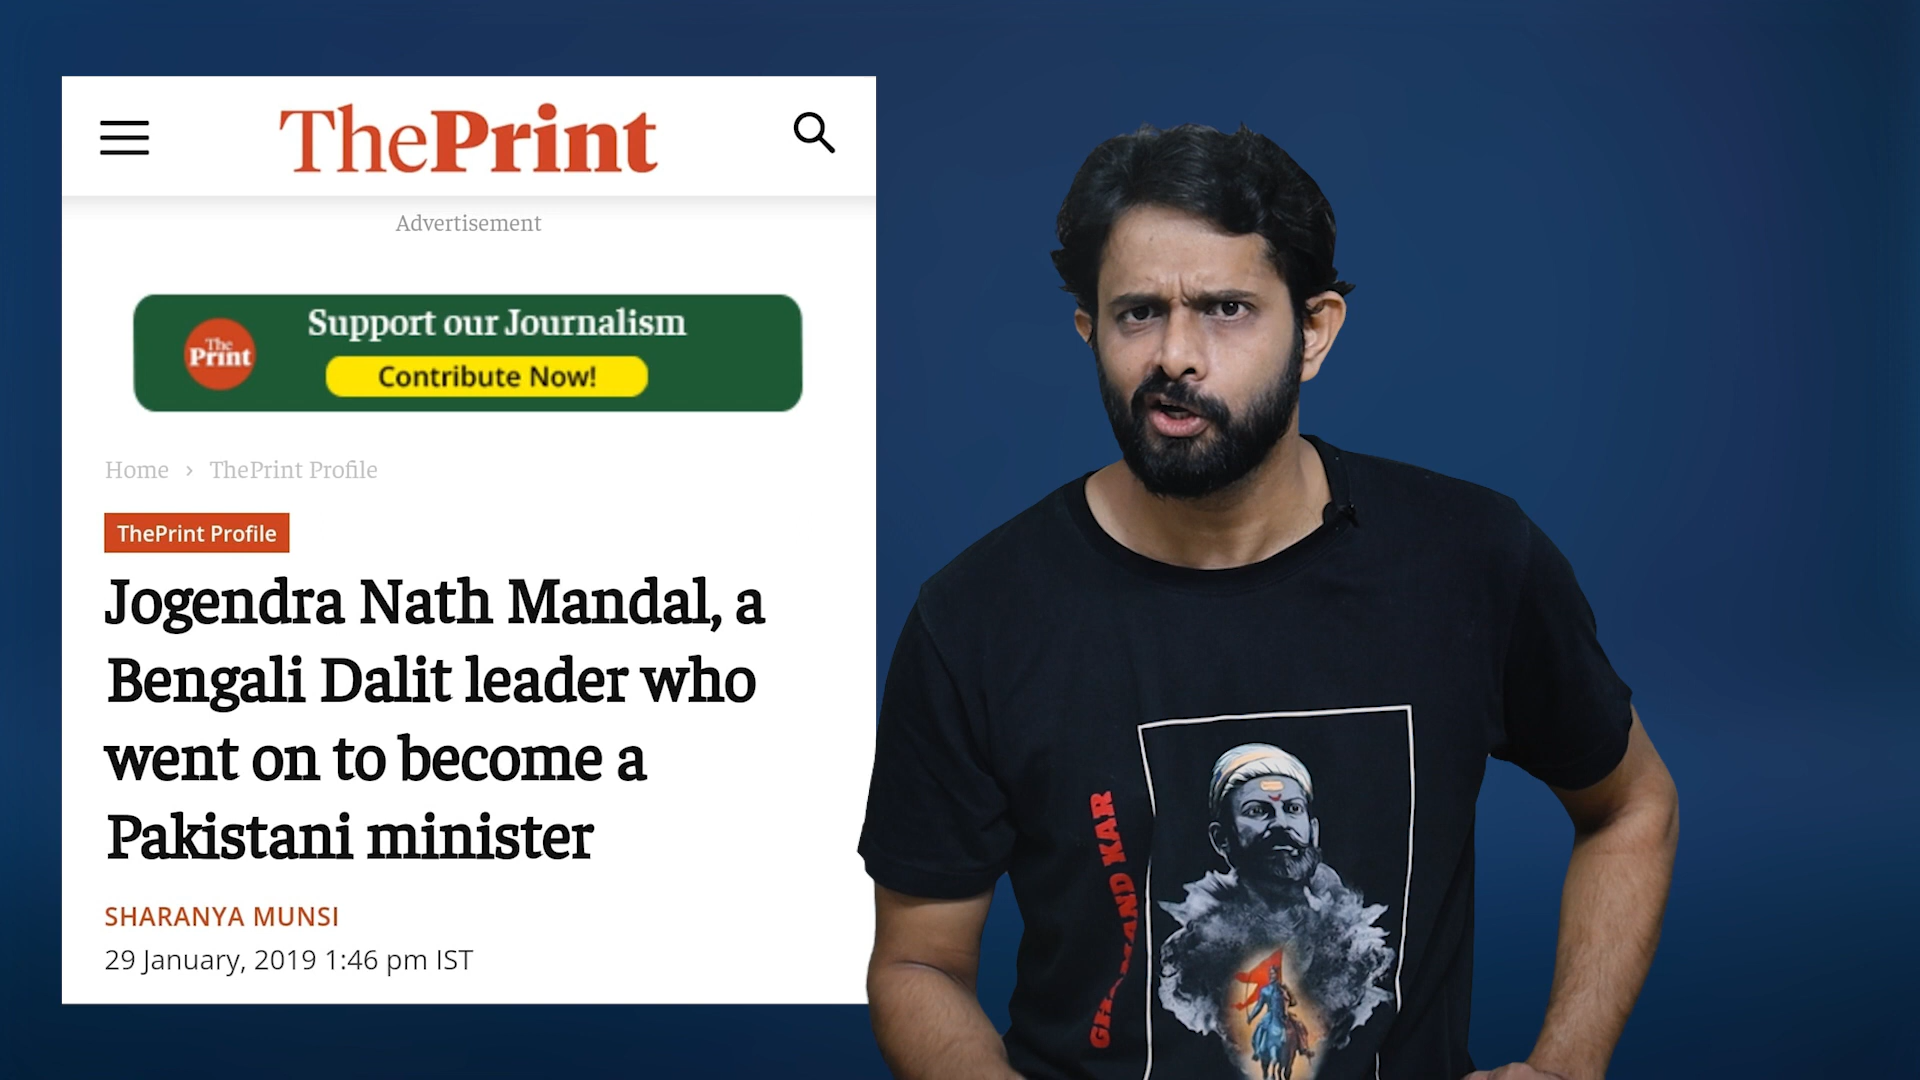 ThePrint
Advertisement
The
Print
Support our Journalism
Contribute Now!
Home › ThePrint Profile
ThePrint Profile
Jogendra Nath Mandal, a
Bengali Dalit leader who
went on to become a
Pakistani minister
SHARANYA MUNSI
29 January, 2019 1:46 pm IST
KAR